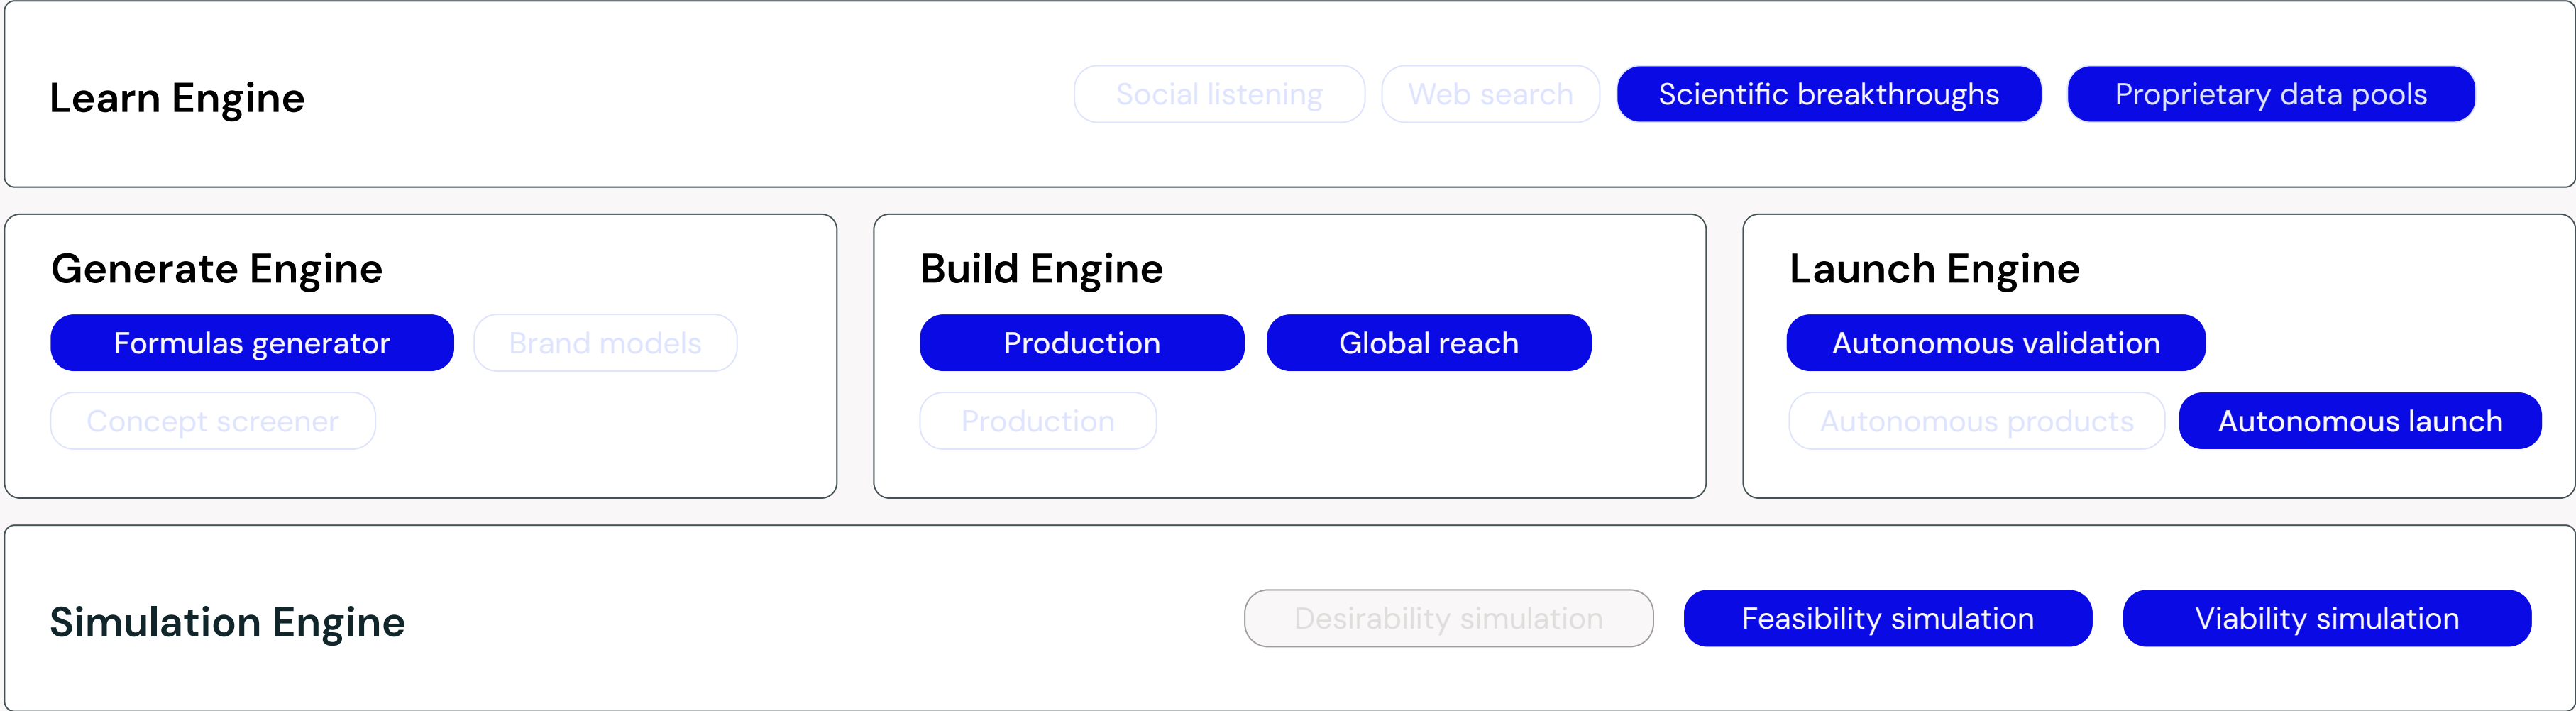 Learn Engine
Social listening
Web search
Scientific breakthroughs
Proprietary data pools
Generate Engine
Formulas generator
Brand models
Concept screener
Build Engine
Production
Global reach
Production
Launch Engine
Autonomous validation
Autonomous products
Autonomous launch
Simulation Engine
Desirability simulation
Feasibility simulation
Viability simulation